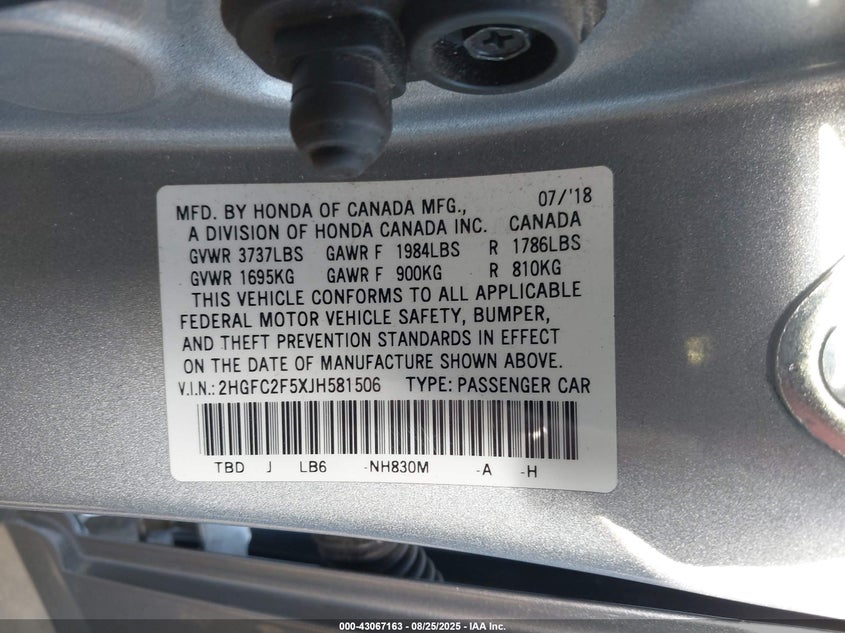 MFD. BY HONDA OF CANADA MFG., 07/'18
A DIVISION OF HONDA CANADA INC. CANADA
GVWR 3737LBS GAWR F 1984LBS R 1786LBS
GVWR 1695KG GAWR F 900KG R 810KG
THIS VEHICLE CONFORMS TO ALL APPLICABLE
FEDERAL MOTOR VEHICLE SAFETY, BUMPER,
AND THEFT PREVENTION STANDARDS IN EFFECT
ON THE DATE OF MANUFACTURE SHOWN ABOVE.
V.I.N.: 2HGFC2F5XJH581506 TYPE: PASSENGER CAR
TBD J LB6 -NH830M -A -H
000-43067163 - 08/25/2025 - IAA Inc.